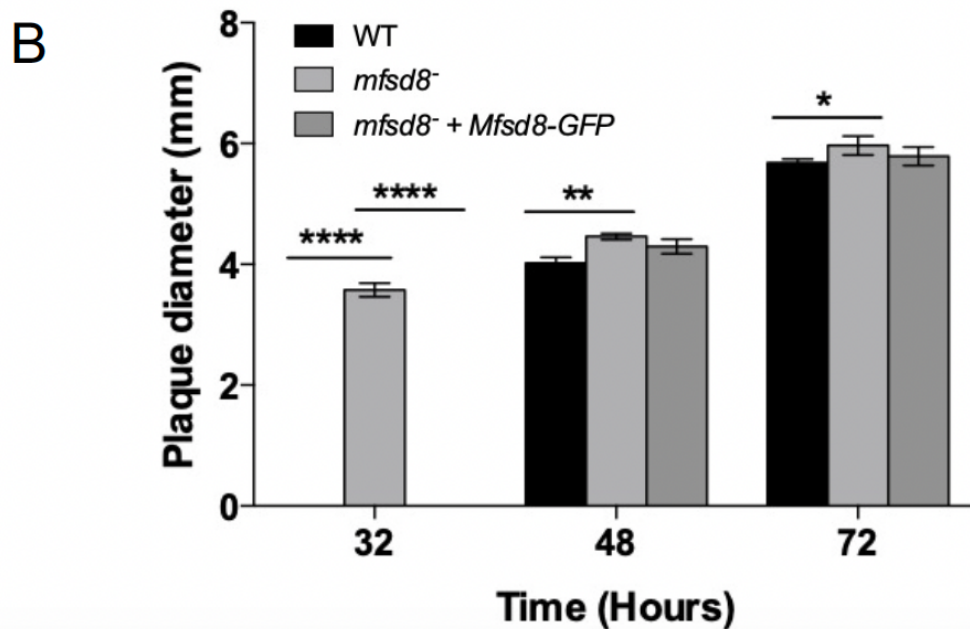 B
WT
mfsd8-
mfsd8- + Mfsd8-GFP
Plaque diameter (mm)
8
6
4
2
0
****
****
**
*
32 48 72
Time (Hours)